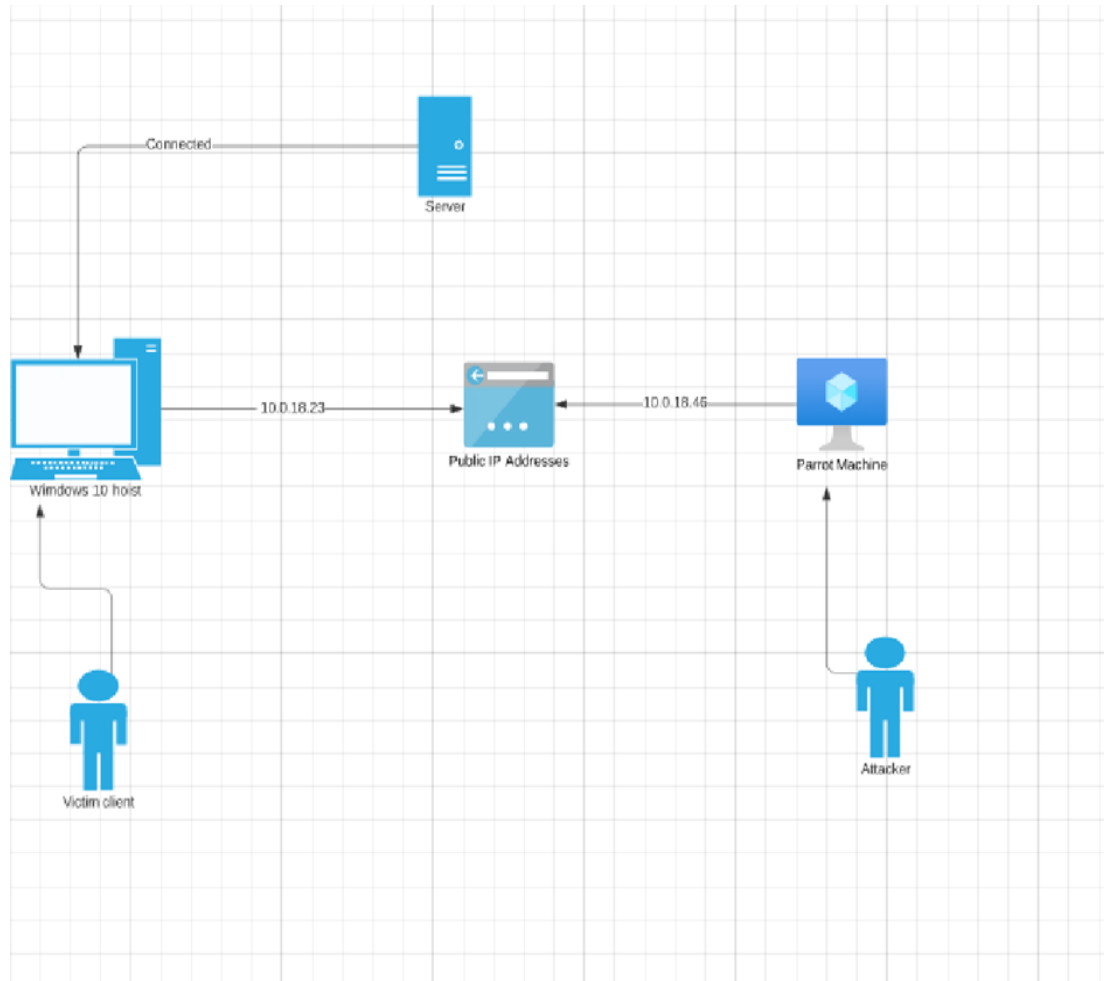 Connected
Server
10.0.18.23
10.0.18.46
Public IP Addresses
Parrot Machine
Wimdows 10 hoist
Attacker
Victim client